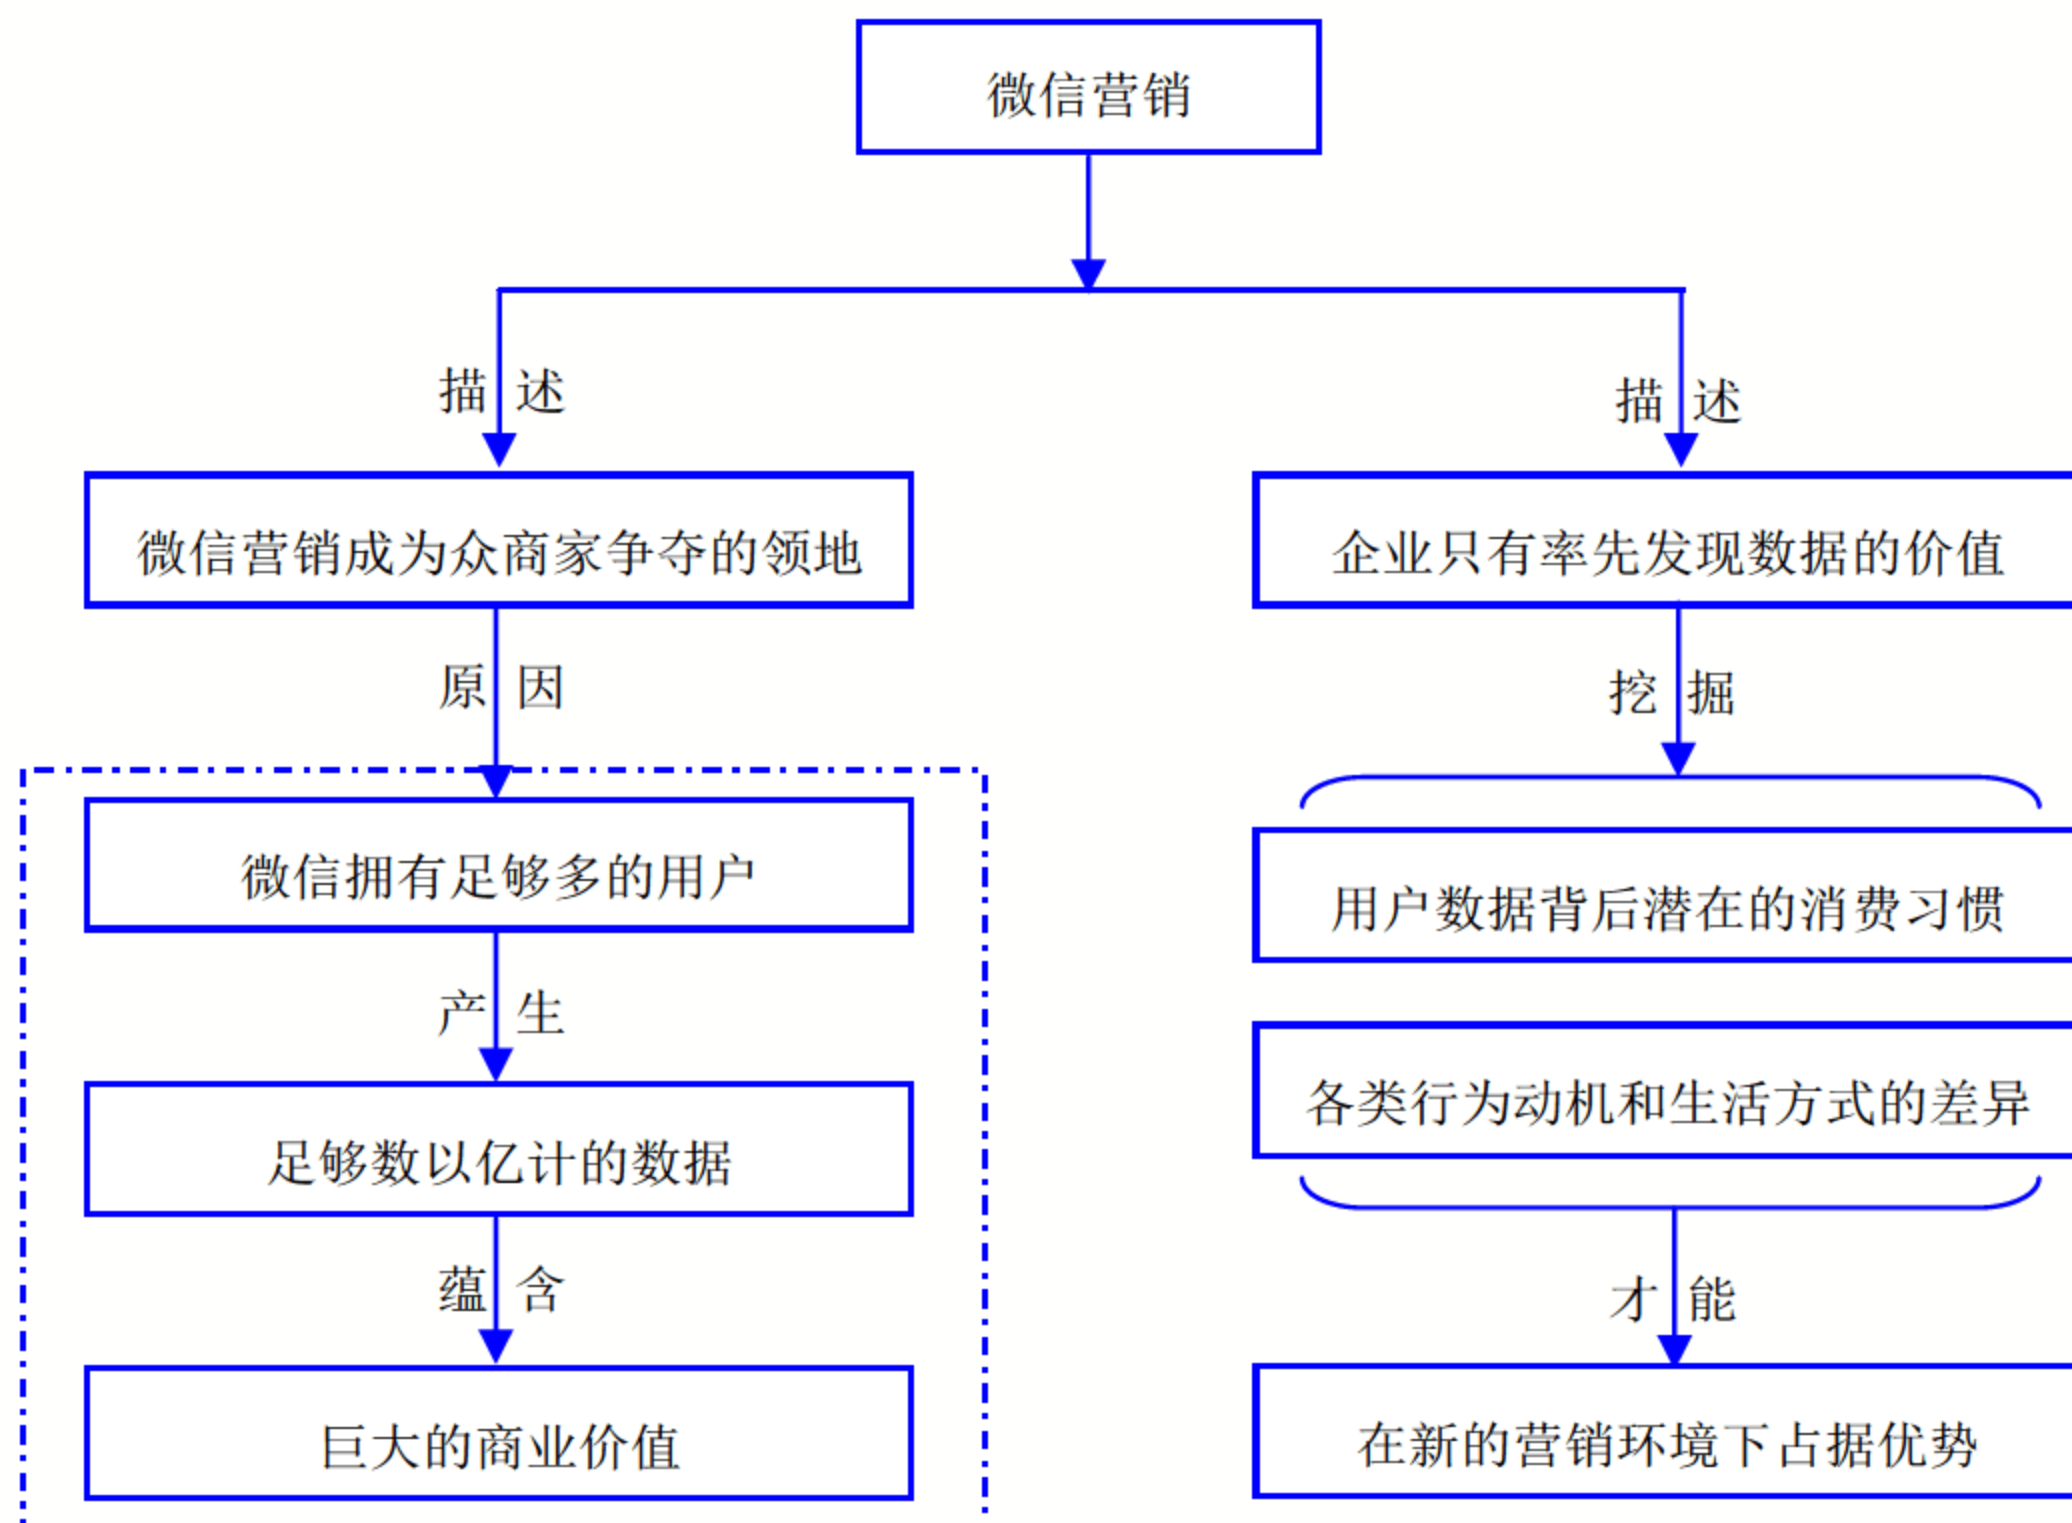 微信营销
描 述
微信营销成为众商家争夺的领地
原 因
微信拥有足够多的用户
产 生
足够数以亿计的数据
蕴 含
巨大的商业价值
描 述
企业只有率先发现数据的价值
挖 掘
用户数据背后潜在的消费习惯
各类行为动机和生活方式的差异
才 能
在新的营销环境下占据优势